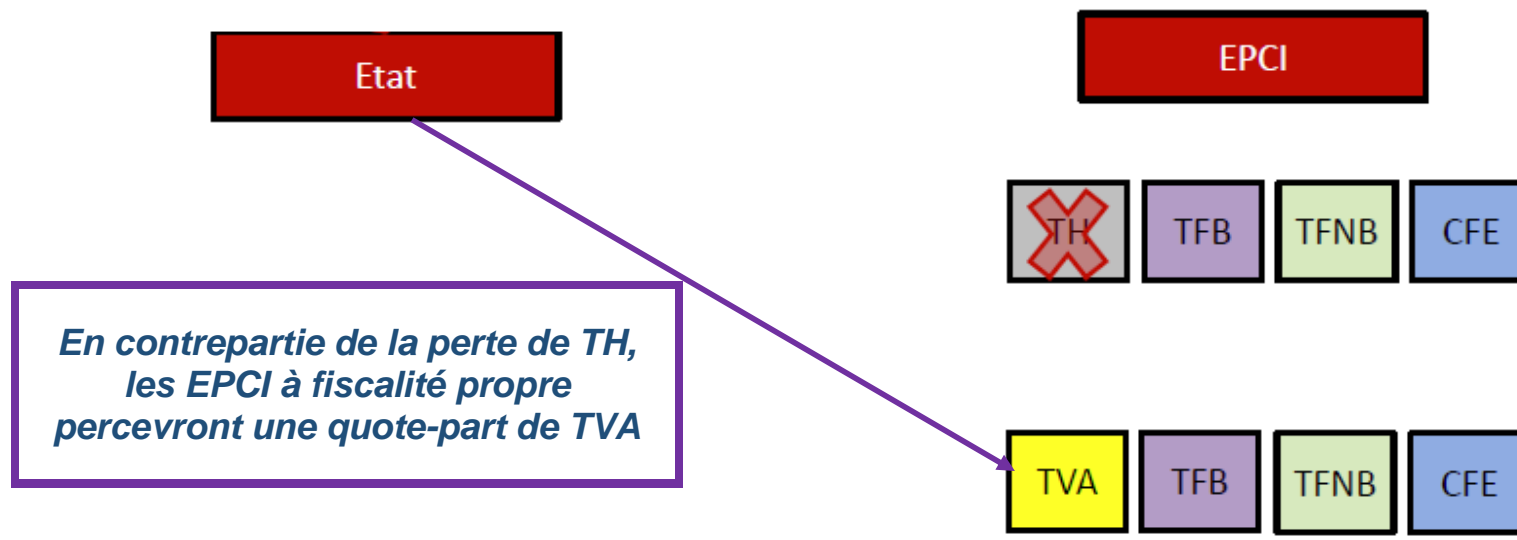 Etat
EPCI
TH
TFB
TFNB
CFE
En contrepartie de la perte de TH,
les EPCI à fiscalité propre
percevront une quote-part de TVA
TVA
TFB
TFNB
CFE